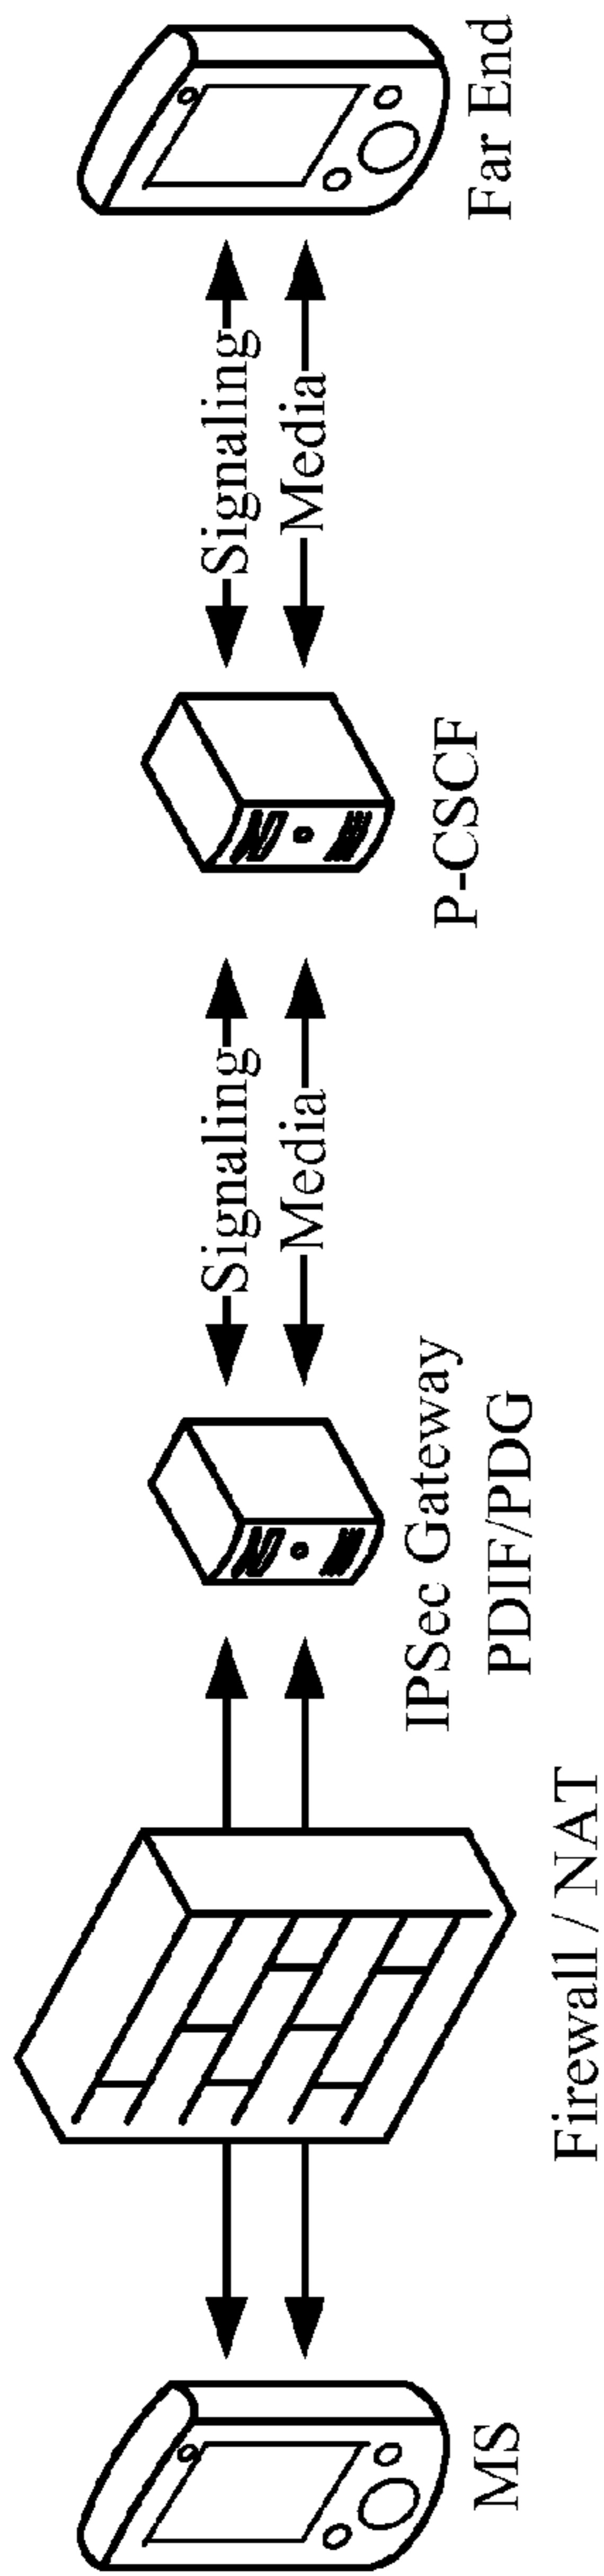 MS
Firewall / NAT
IPSec Gateway
PDIF/PDG
Signaling
Media
P-CSCF
Signaling
Media
Far End